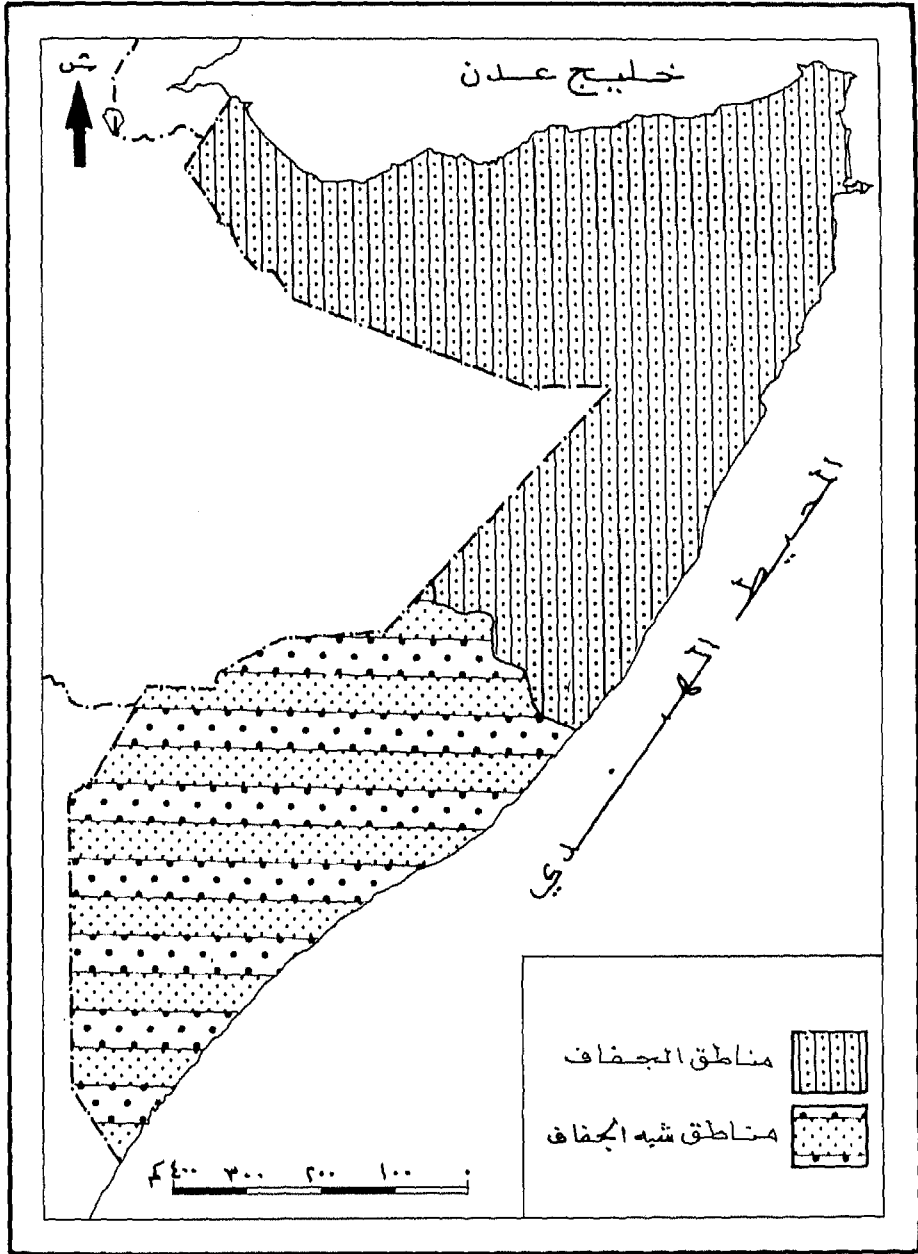 ش
خليج عدن
المحيط الهندي
مناطق الجفاف
مناطق شبه الجفاف
٠ ١٠٠ ٢٠٠ ٣٠٠ ٤٠٠ كم